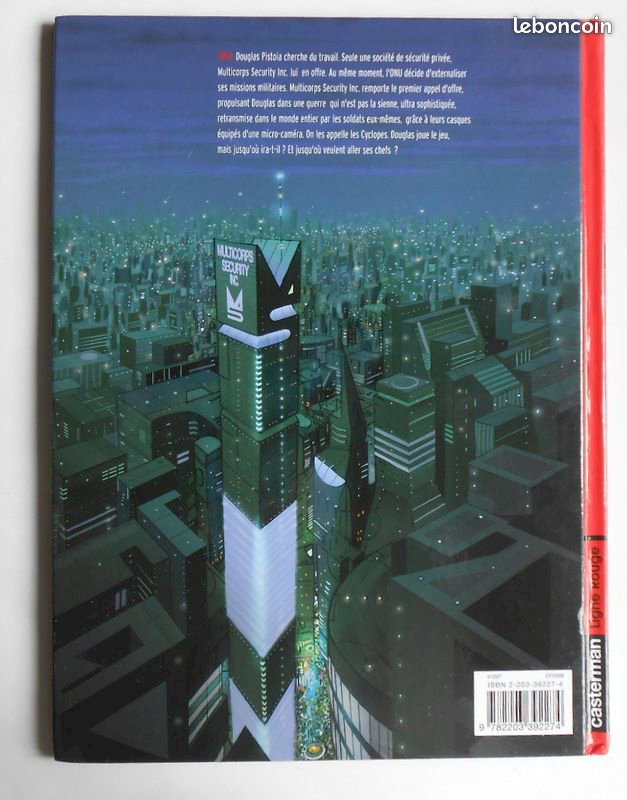 leboncoin
Douglas Pistoia cherche du travail. Seule une société de sécurité privée,
Multicorps Security Inc. lui en offre. Au même moment, l'ONU décide d'externaliser
ses missions militaires. Multicorps Security Inc. remporte le premier appel d'offre,
propulsant Douglas dans une guerre qui n'est pas la sienne, ultra sophistiquée,
retransmise dans le monde entier par les soldats eux-mêmes, grâce à leurs casques
équipés d'une micro-caméra. On les appelle les Cyclopes. Douglas joue le jeu,
mais jusqu'où ira-t-il ? Et jusqu'où veulent aller ses chefs ?
MULTICORPS
SECURITY
INC
MS
casterman Ligne Rouge
ISBN 2-203-39227-4
9 782203 392274